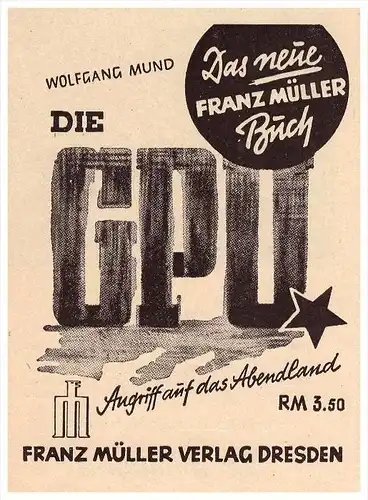 WOLFGANG MUND
Das neue
FRANZ MÜLLER
Buch
DIE
GPU
Angriff auf das Abendland
RM 3.50
FRANZ MÜLLER VERLAG DRESDEN